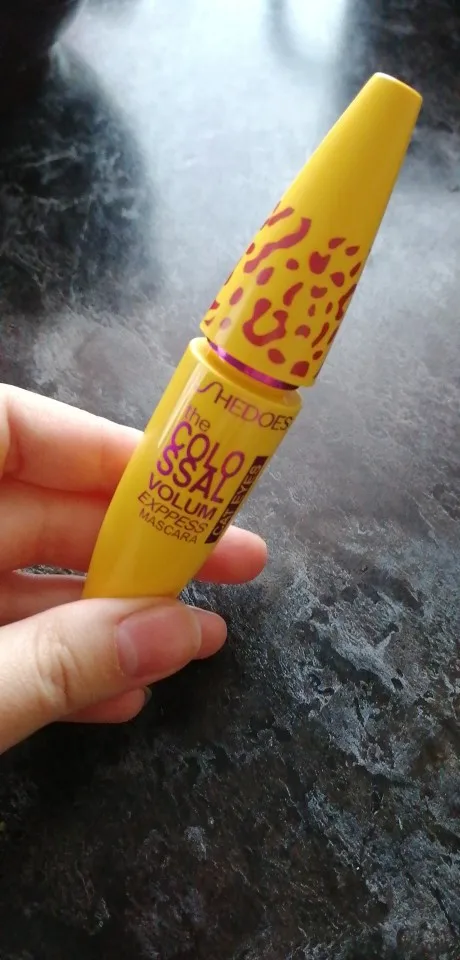 SHEDOES
the
COLO
SSAL
VOLUM
EXPPESS
MASCARA
CAT EYES